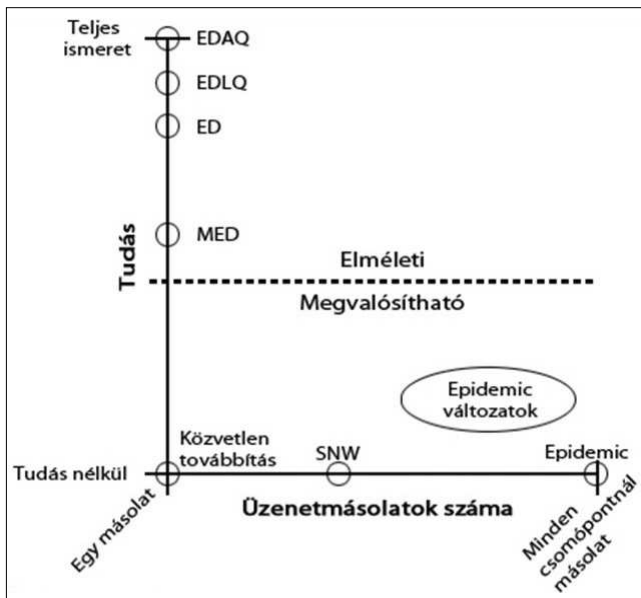 Teljes
ismeret
EDAQ
EDLQ
ED
MED
Tudás
Elméleti
Megvalósítható
Epidemic
változatok
Közvetlen
továbbítás
SNW
Epidemic
Tudás nélkül
Egy másolat
Üzenetmásolatok száma
Minden
csomópontnál
másolat